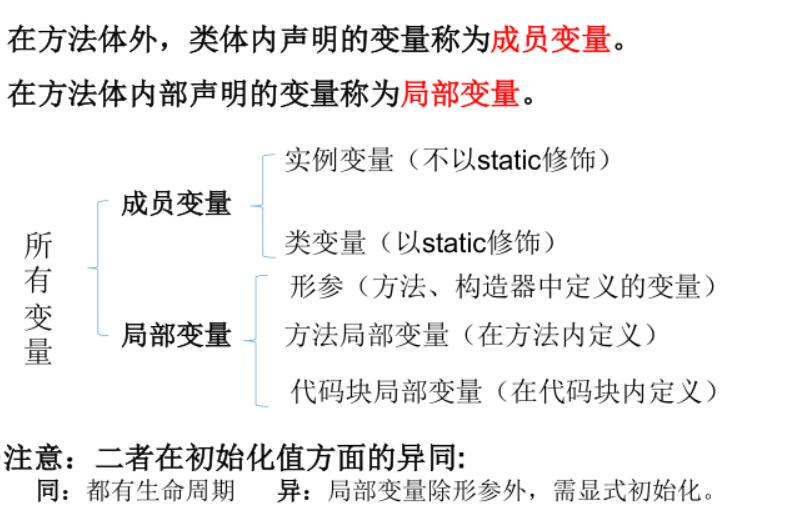 在方法体外，类体内声明的变量称为成员变量。
在方法体内部声明的变量称为局部变量。
所有变量
成员变量
实例变量（不以static修饰）
类变量（以static修饰）
局部变量
形参（方法、构造器中定义的变量）
方法局部变量（在方法内定义）
代码块局部变量（在代码块内定义）
注意：二者在初始化值方面的异同:
同：都有生命周期 异：局部变量除形参外，需显式初始化。